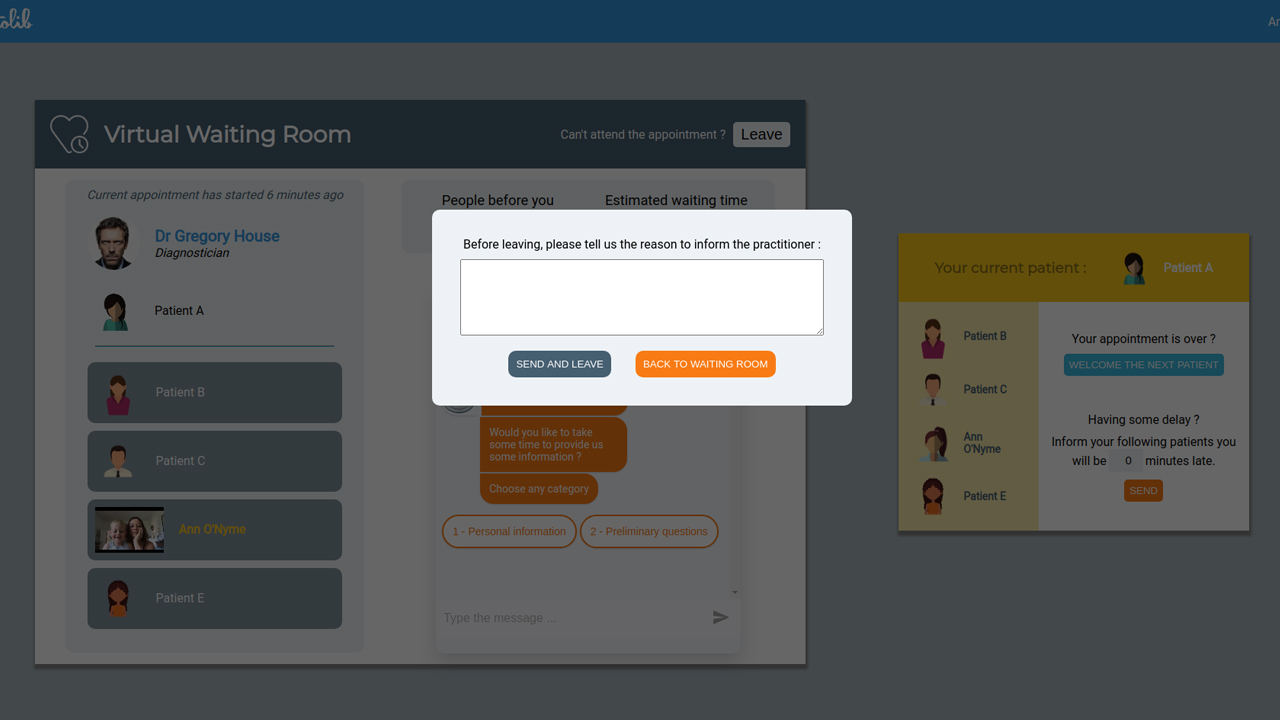 Virtual Waiting Room
Can't attend the appointment ?
Leave
Current appointment has started 6 minutes ago
Dr Gregory House
Diagnostician
Patient A
Patient B
Patient C
Ann O'Nyme
Patient E
People before you
Estimated waiting time
Before leaving, please tell us the reason to inform the practitioner :
SEND AND LEAVE
BACK TO WAITING ROOM
Would you like to take
some time to provide us
some information ?
Choose any category
1 - Personal information
2 - Preliminary questions
Type the message ...
Your current patient :
Patient A
Patient B
Patient C
Ann
O'Nyme
Patient E
Your appointment is over ?
WELCOME THE NEXT PATIENT
Having some delay ?
Inform your following patients you
will be 0 minutes late.
SEND